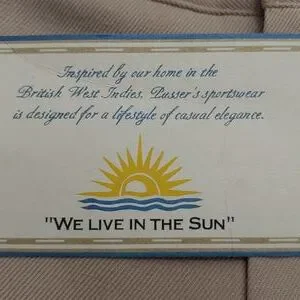 Inspired by our home in the
British West Indies, Pusser's sportswear
is designed for a lifestyle of casual elegance.
"WE LIVE IN THE SUN"